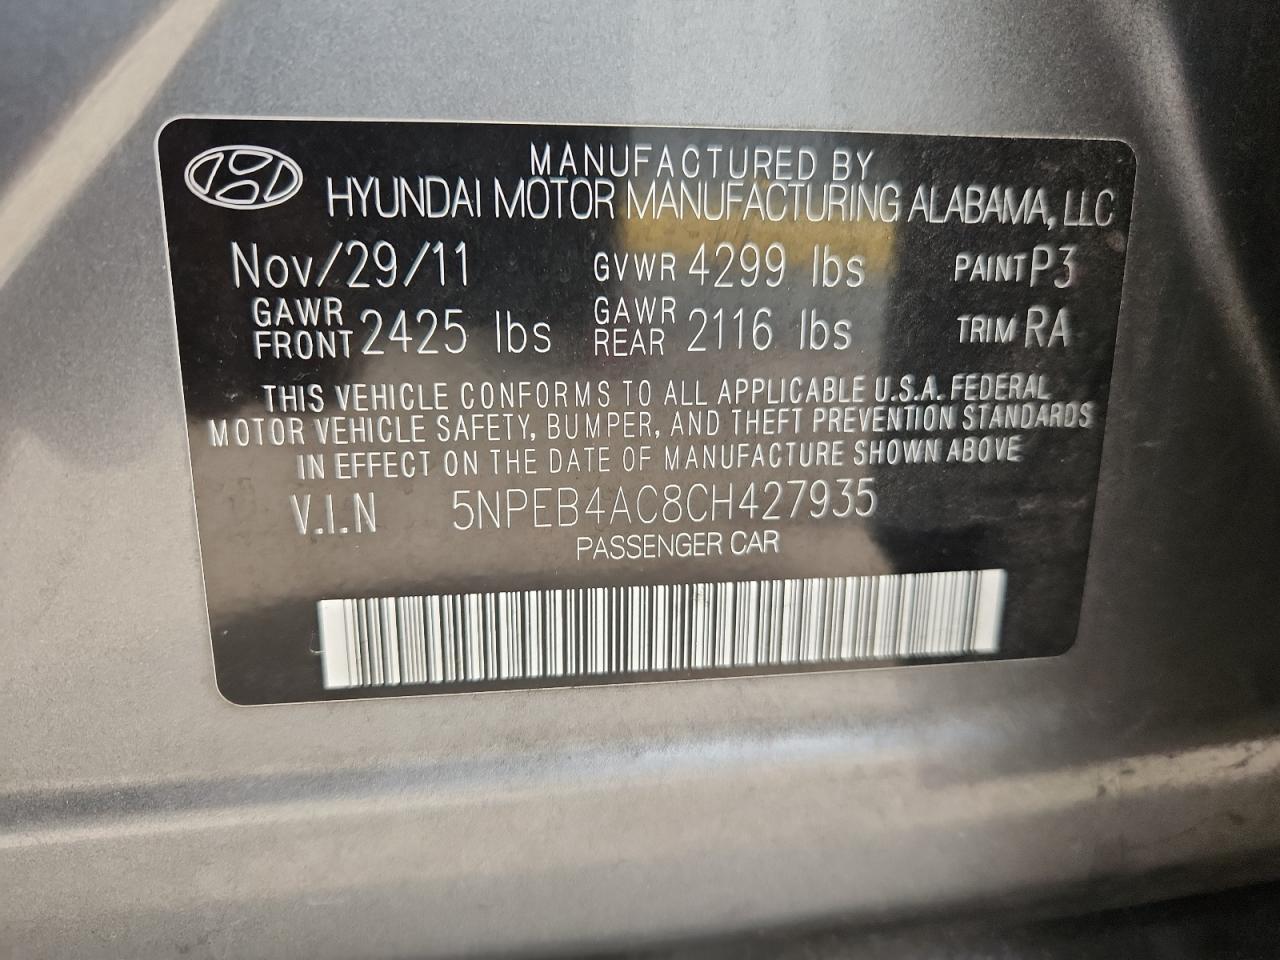 MANUFACTURED BY
HYUNDAI MOTOR MANUFACTURING ALABAMA, LLC
Nov/29/11 GVWR 4299 lbs PAINT P3
GAWR FRONT 2425 lbs GAWR REAR 2116 lbs TRIM RA
THIS VEHICLE CONFORMS TO ALL APPLICABLE U.S.A. FEDERAL
MOTOR VEHICLE SAFETY, BUMPER, AND THEFT PREVENTION STANDARDS
IN EFFECT ON THE DATE OF MANUFACTURE SHOWN ABOVE
V.I.N 5NPEB4AC8CH427935
PASSENGER CAR